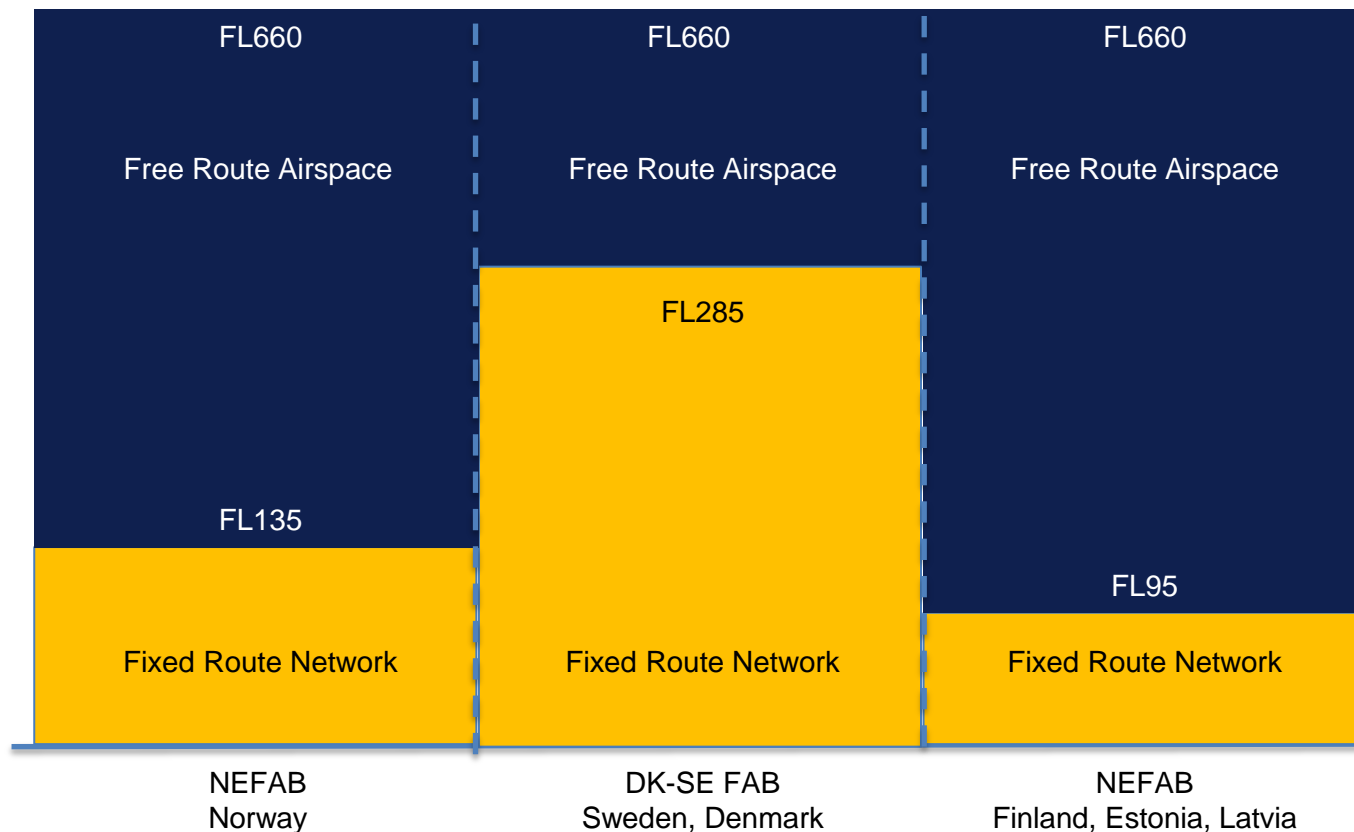 FL660
FL660
FL660
Free Route Airspace
Free Route Airspace
Free Route Airspace
FL285
FL135
FL95
Fixed Route Network
Fixed Route Network
Fixed Route Network
NEFAB
Norway
DK-SE FAB
Sweden, Denmark
NEFAB
Finland, Estonia, Latvia